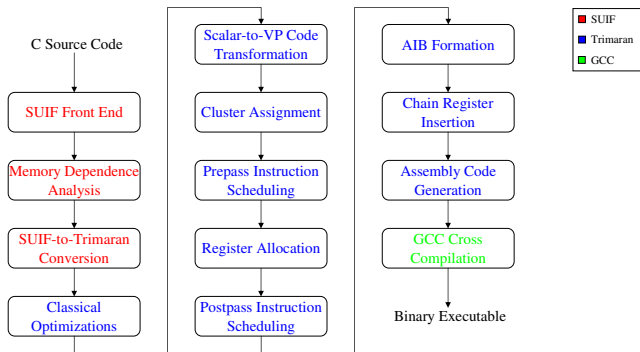 C Source Code
SUIF Front End
Memory Dependence
Analysis
SUIF-to-Trimaran
Conversion
Classical
Optimizations
Scalar-to-VP Code
Transformation
Cluster Assignment
Prepass Instruction
Scheduling
Register Allocation
Postpass Instruction
Scheduling
AIB Formation
Chain Register
Insertion
Assembly Code
Generation
GCC Cross
Compilation
Binary Executable
SUIF
Trimaran
GCC